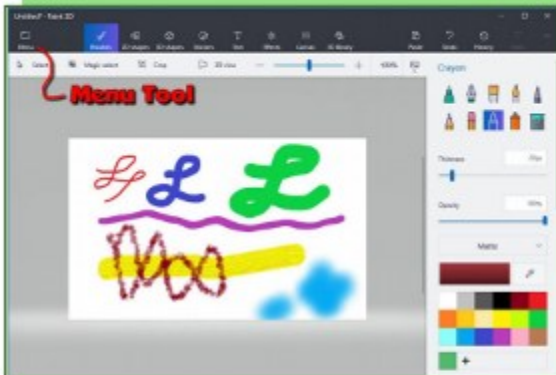 Untitled* - Paint 3D
Menu Brushes 2D shapes 3D shapes Stickers Text Effects Canvas 3D library Paste Undo History
Select Magic select Crop 3D view 100%
Crayon
Menu Tool
L L L
Thickness
Opacity 100%
Matte